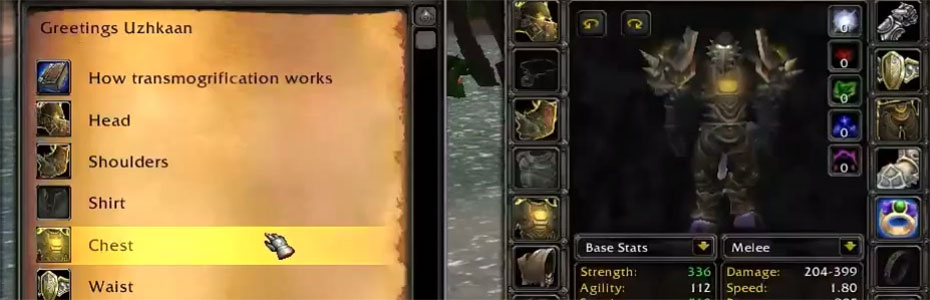 Greetings Uzhkaan
How transmogrification works
Head
Shoulders
Shirt
Chest
Waist
0
0
0
0
0
Base Stats
Melee
Strength: 336
Damage: 204-399
Agility: 112
Speed: 1.80